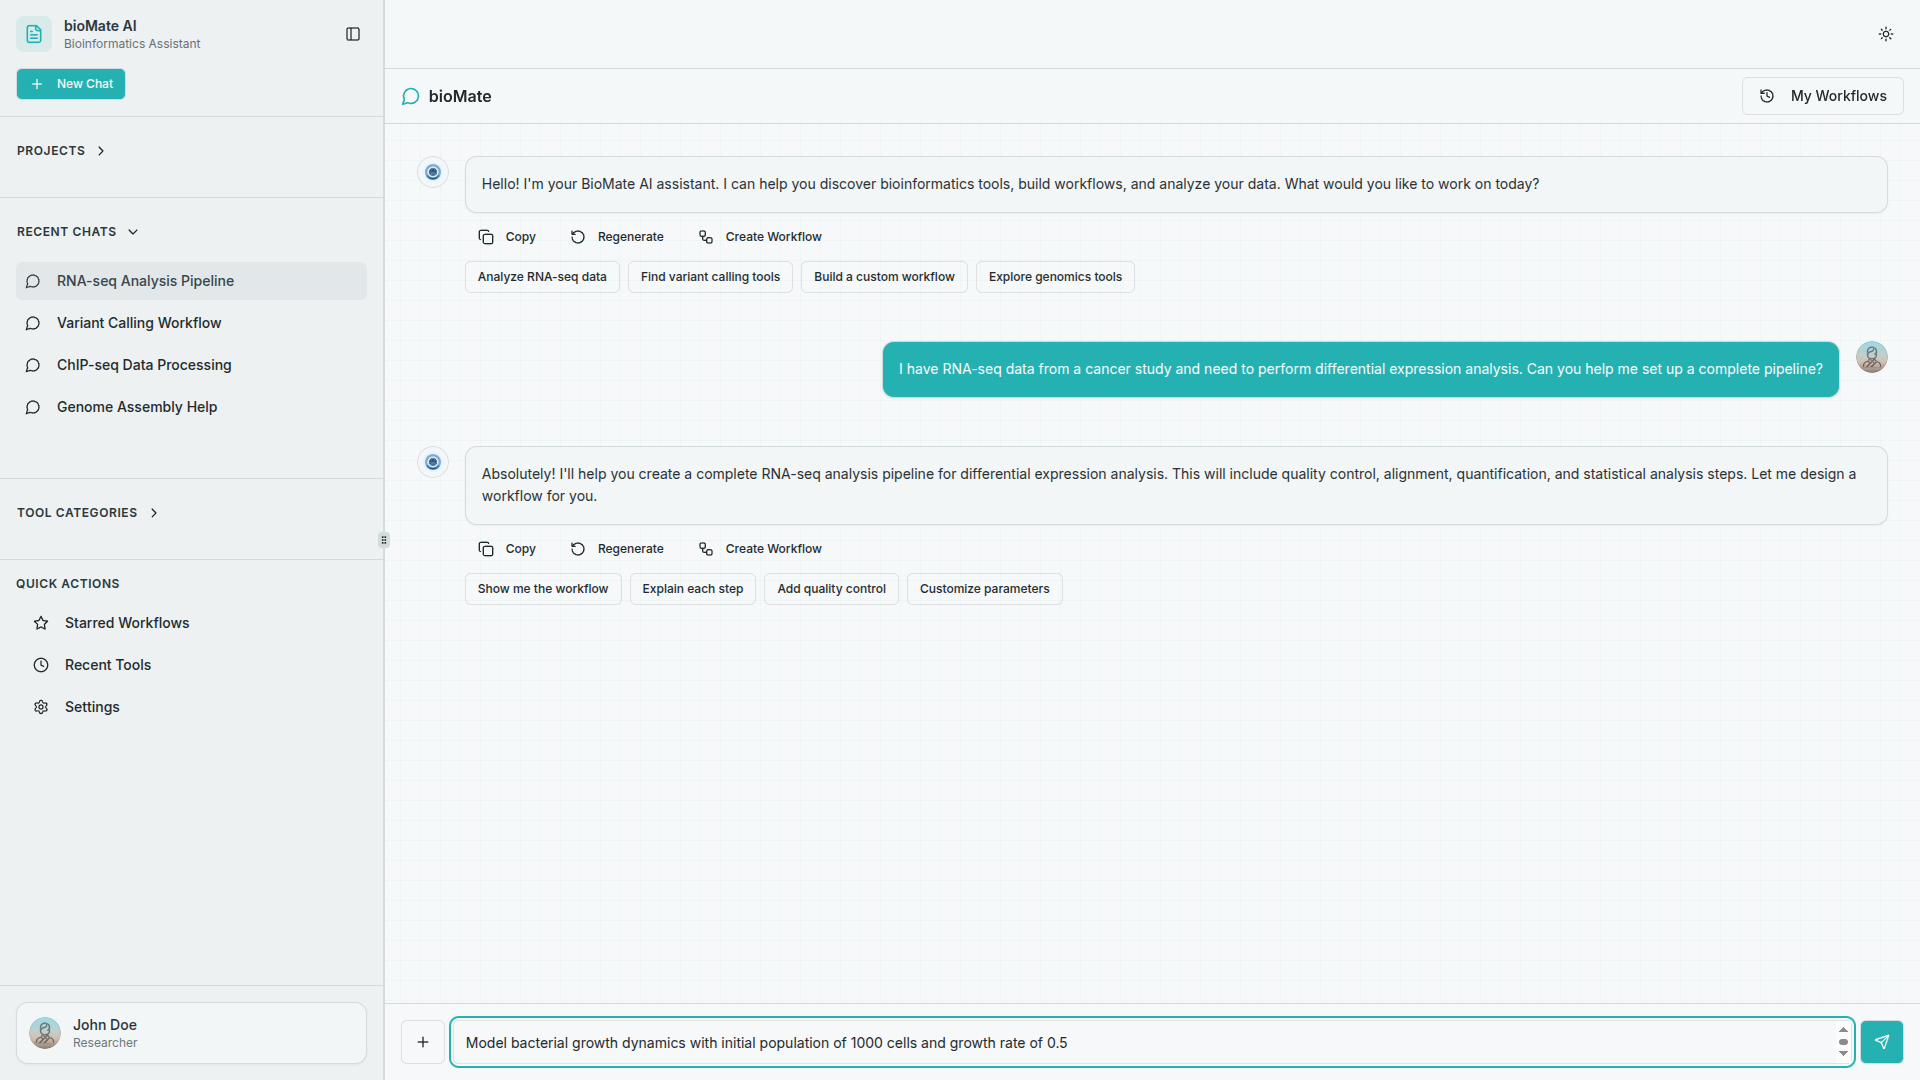 bioMate AI
Bioinformatics Assistant
New Chat
PROJECTS
RECENT CHATS
RNA-seq Analysis Pipeline
Variant Calling Workflow
ChIP-seq Data Processing
Genome Assembly Help
TOOL CATEGORIES
QUICK ACTIONS
Starred Workflows
Recent Tools
Settings
John Doe
Researcher
bioMate
My Workflows
Hello! I'm your BioMate AI assistant. I can help you discover bioinformatics tools, build workflows, and analyze your data. What would you like to work on today?
Copy Regenerate Create Workflow
Analyze RNA-seq data Find variant calling tools Build a custom workflow Explore genomics tools
I have RNA-seq data from a cancer study and need to perform differential expression analysis. Can you help me set up a complete pipeline?
Absolutely! I'll help you create a complete RNA-seq analysis pipeline for differential expression analysis. This will include quality control, alignment, quantification, and statistical analysis steps. Let me design a
workflow for you.
Copy Regenerate Create Workflow
Show me the workflow Explain each step Add quality control Customize parameters
Model bacterial growth dynamics with initial population of 1000 cells and growth rate of 0.5